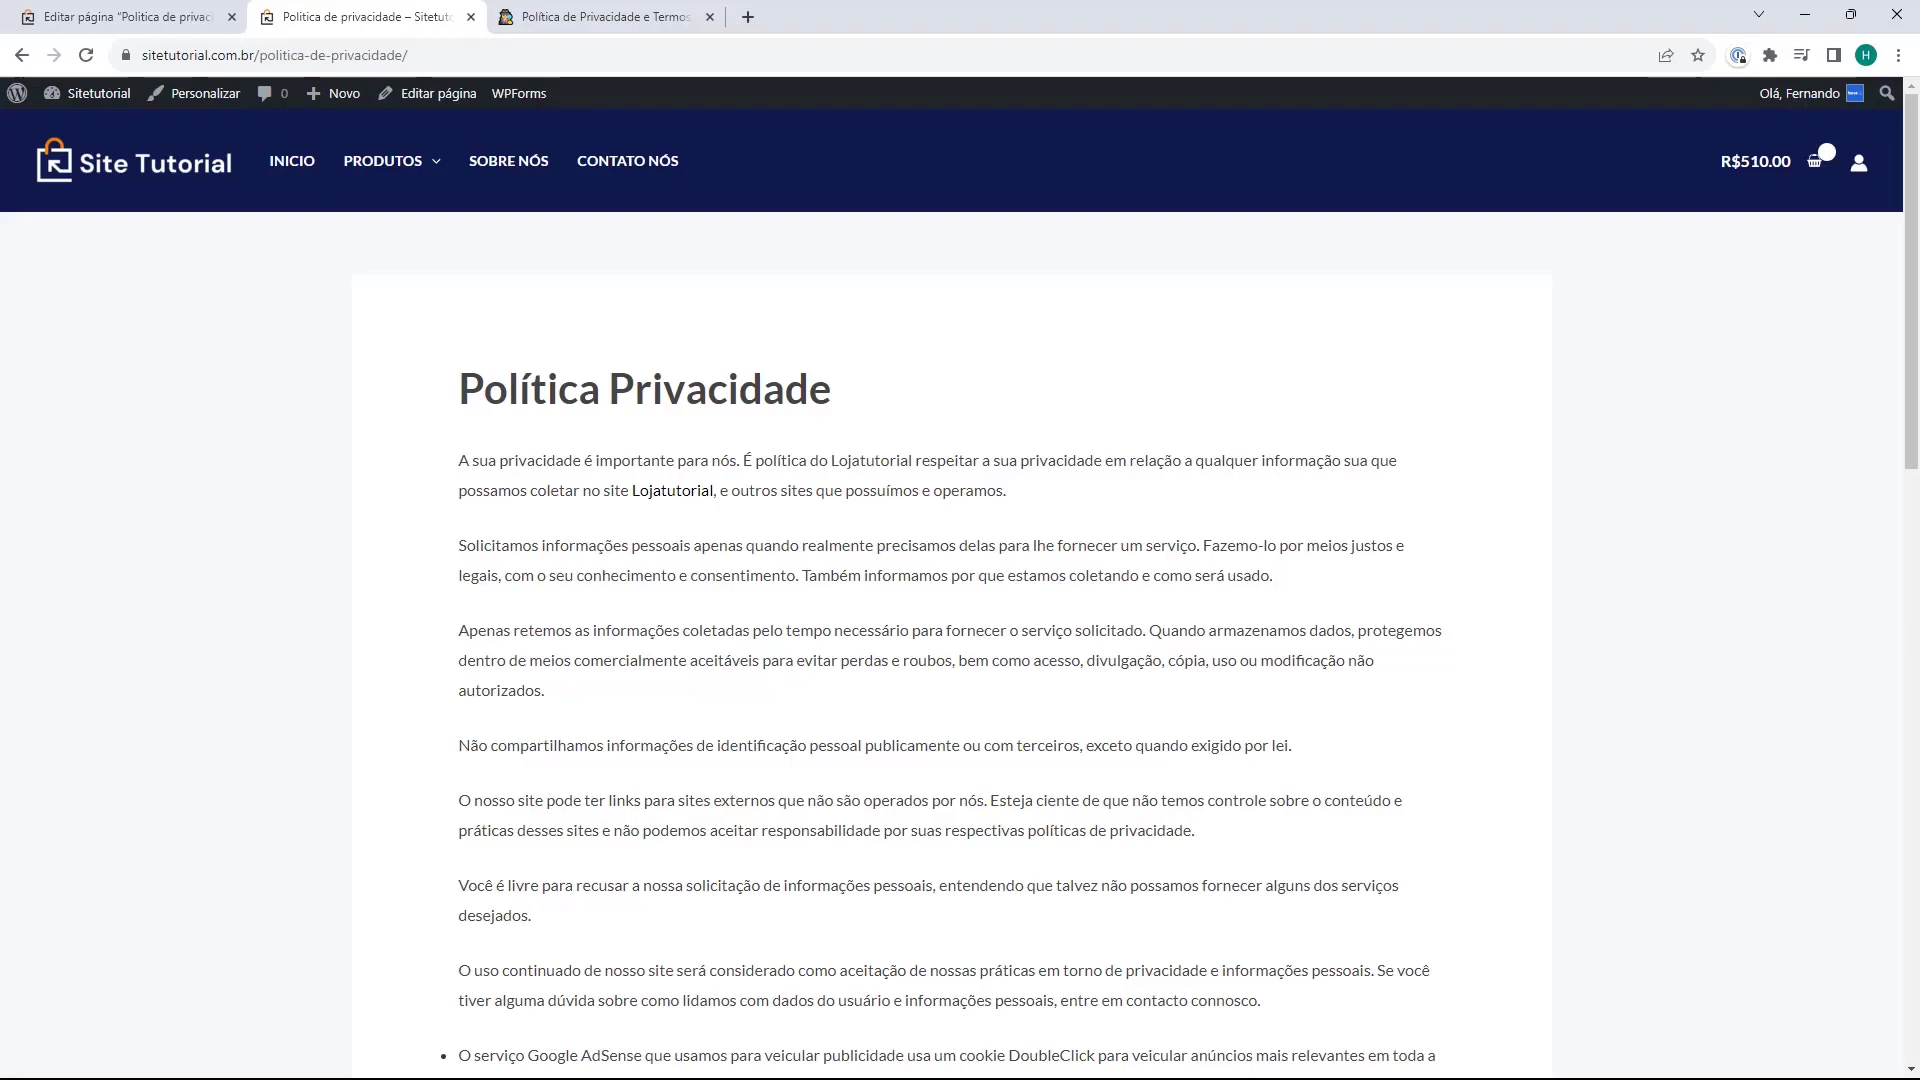 Editar página "Politica de privac
Politica de privacidade – Sitetuto
Política de Privacidade e Termos
sitetutorial.com.br/politica-de-privacidade/
H
Sitetutorial Personalizar 0 Novo Editar página WPForms Olá, Fernando
Site Tutorial INICIO PRODUTOS SOBRE NÓS CONTATO NÓS R$510.00
Política Privacidade
A sua privacidade é importante para nós. É política do Lojatutorial respeitar a sua privacidade em relação a qualquer informação sua que
possamos coletar no site Lojatutorial, e outros sites que possuímos e operamos.
Solicitamos informações pessoais apenas quando realmente precisamos delas para lhe fornecer um serviço. Fazemo-lo por meios justos e
legais, com o seu conhecimento e consentimento. Também informamos por que estamos coletando e como será usado.
Apenas retemos as informações coletadas pelo tempo necessário para fornecer o serviço solicitado. Quando armazenamos dados, protegemos
dentro de meios comercialmente aceitáveis para evitar perdas e roubos, bem como acesso, divulgação, cópia, uso ou modificação não
autorizados.
Não compartilhamos informações de identificação pessoal publicamente ou com terceiros, exceto quando exigido por lei.
O nosso site pode ter links para sites externos que não são operados por nós. Esteja ciente de que não temos controle sobre o conteúdo e
práticas desses sites e não podemos aceitar responsabilidade por suas respectivas políticas de privacidade.
Você é livre para recusar a nossa solicitação de informações pessoais, entendendo que talvez não possamos fornecer alguns dos serviços
desejados.
O uso continuado de nosso site será considerado como aceitação de nossas práticas em torno de privacidade e informações pessoais. Se você
tiver alguma dúvida sobre como lidamos com dados do usuário e informações pessoais, entre em contacto connosco.
• O serviço Google AdSense que usamos para veicular publicidade usa um cookie DoubleClick para veicular anúncios mais relevantes em toda a